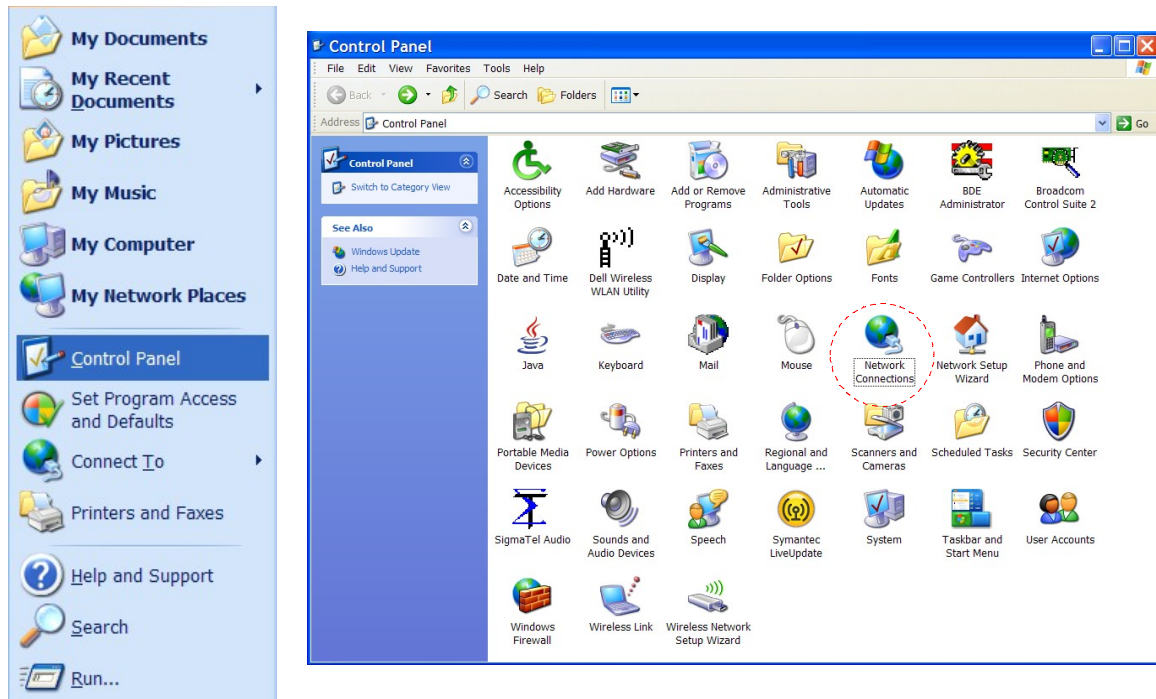 My Documents
My Recent
Documents
My Pictures
My Music
My Computer
My Network Places
Control Panel
Set Program Access
and Defaults
Connect To
Printers and Faxes
Help and Support
Search
Run...
Control Panel
File Edit View Favorites Tools Help
Back Search Folders
Address Control Panel Go
Control Panel
Switch to Category View
See Also
Windows Update
Help and Support
Accessibility
Options
Add Hardware
Add or Remove
Programs
Administrative
Tools
Automatic
Updates
BDE
Administrator
Broadcom
Control Suite 2
Date and Time
Dell Wireless
WLAN Utility
Display
Folder Options
Fonts
Game Controllers
Internet Options
Java
Keyboard
Mail
Mouse
Network
Connections
Network Setup
Wizard
Phone and
Modem Options
Portable Media
Devices
Power Options
Printers and
Faxes
Regional and
Language ...
Scanners and
Cameras
Scheduled Tasks
Security Center
SigmaTel Audio
Sounds and
Audio Devices
Speech
Symantec
LiveUpdate
System
Taskbar and
Start Menu
User Accounts
Windows
Firewall
Wireless Link
Wireless Network
Setup Wizard